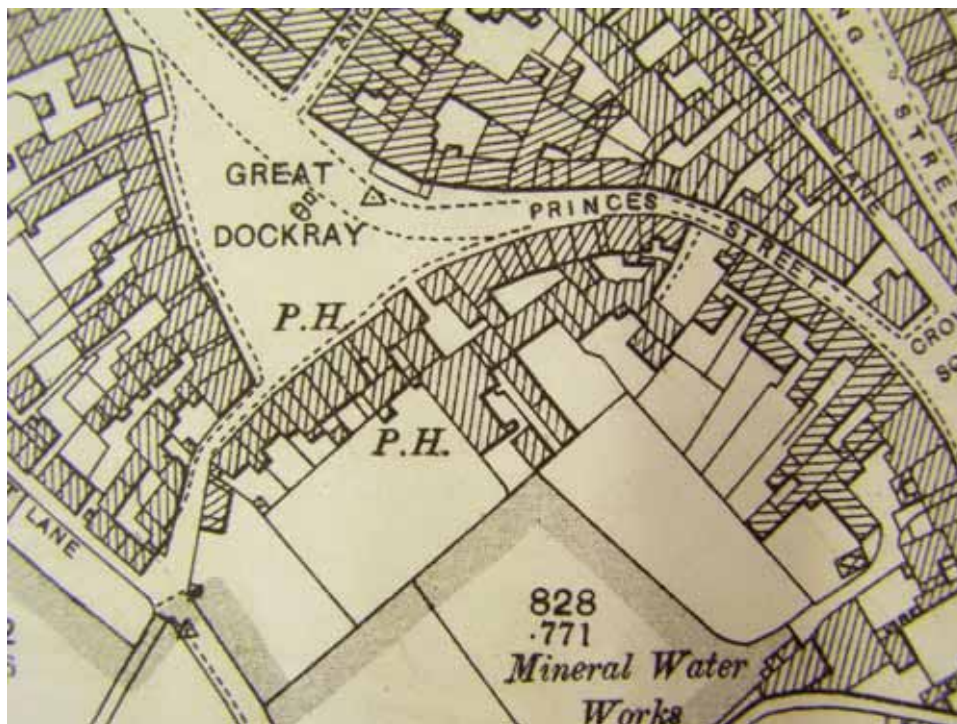 GREAT
DOCKRAY
PRINCES STREET
P.H.
P.H.
LANE
LANE
828
.771
Mineral Water
Works